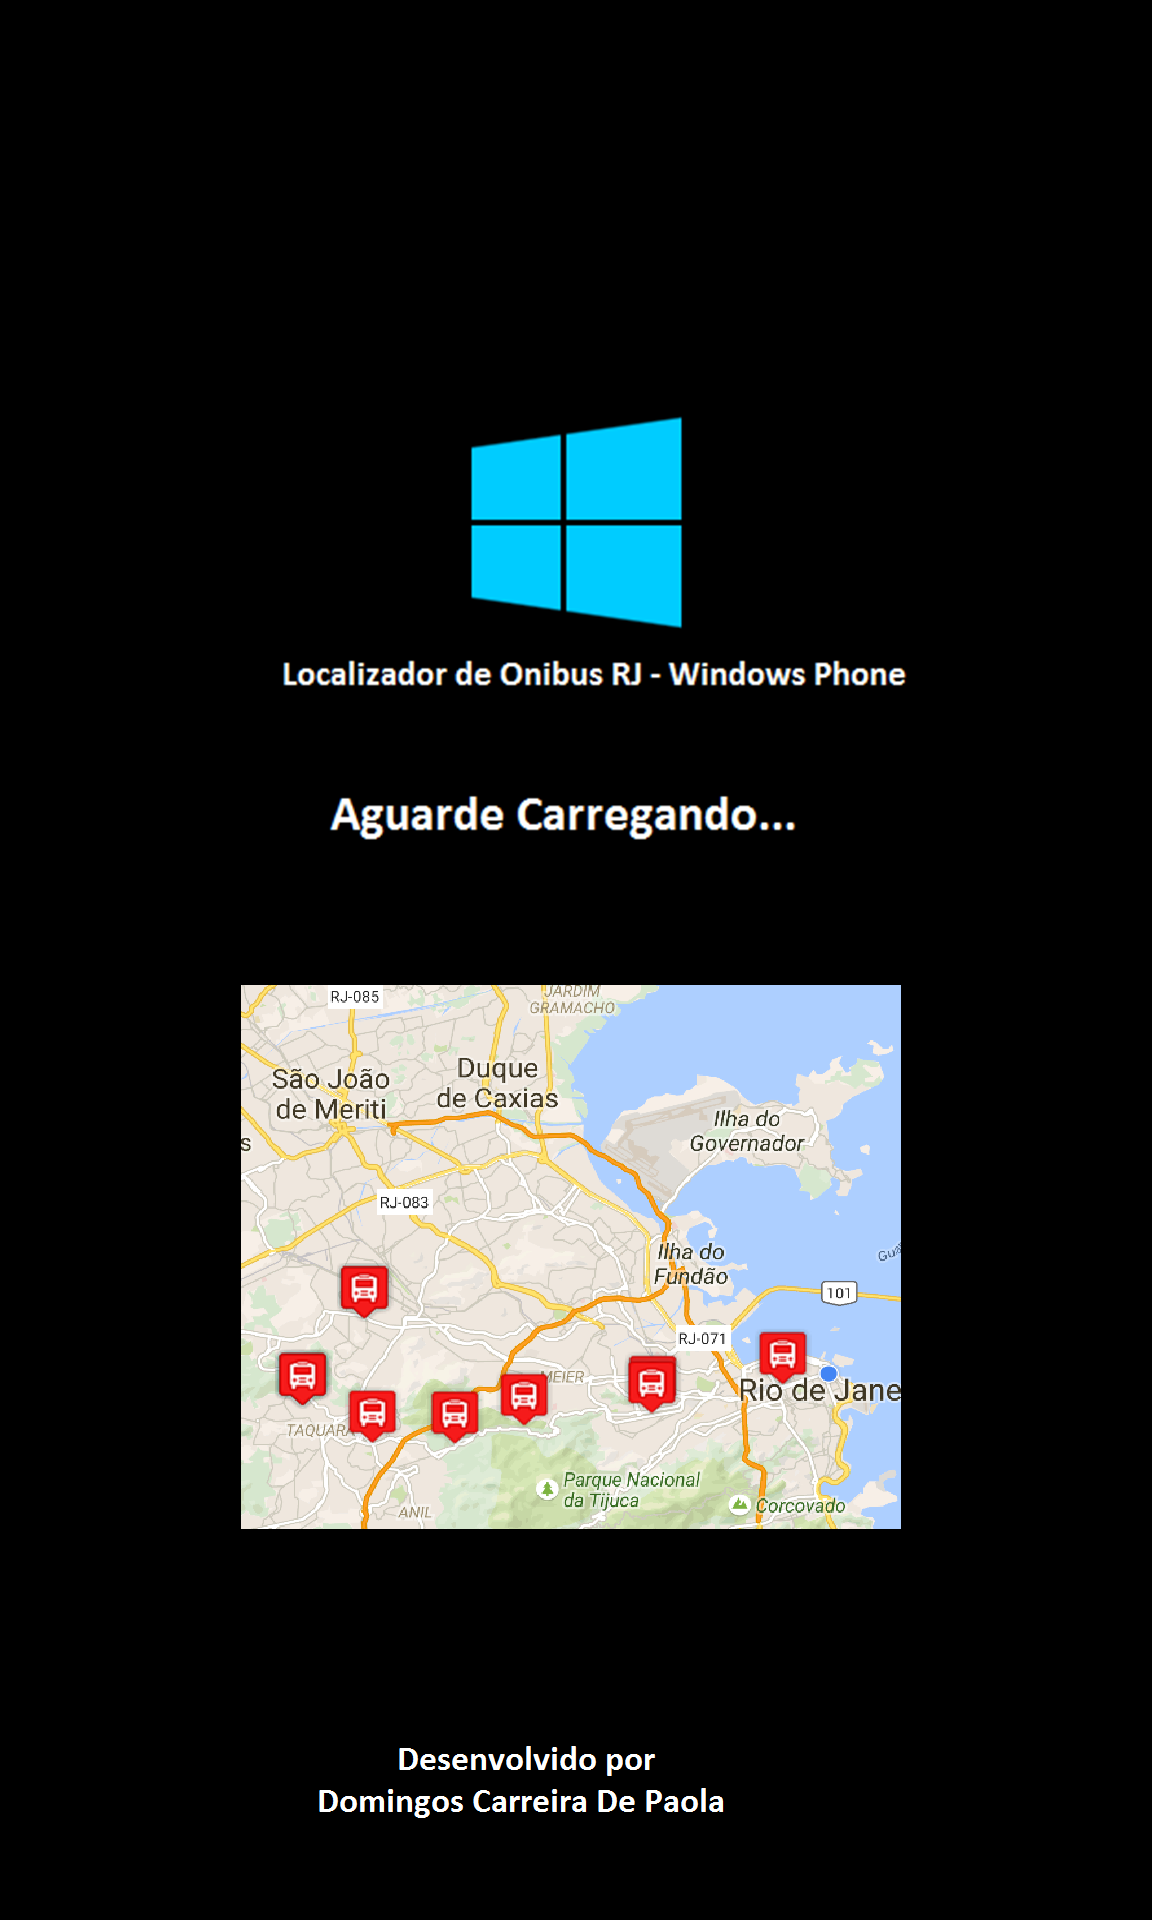 Localizador de Onibus RJ - Windows Phone
Aguarde Carregando...
RJ-085
JARDIM
GRAMACHO
Duque
de Caxias
São João
de Meriti
Ilha do
Governador
s
RJ-083
Ilha do
Fundão
101
RJ-071
MEIER
Rio de Jane
TAQUARA
Parque Nacional
da Tijuca
Corcovado
ANIL
Desenvolvido por
Domingos Carreira De Paola